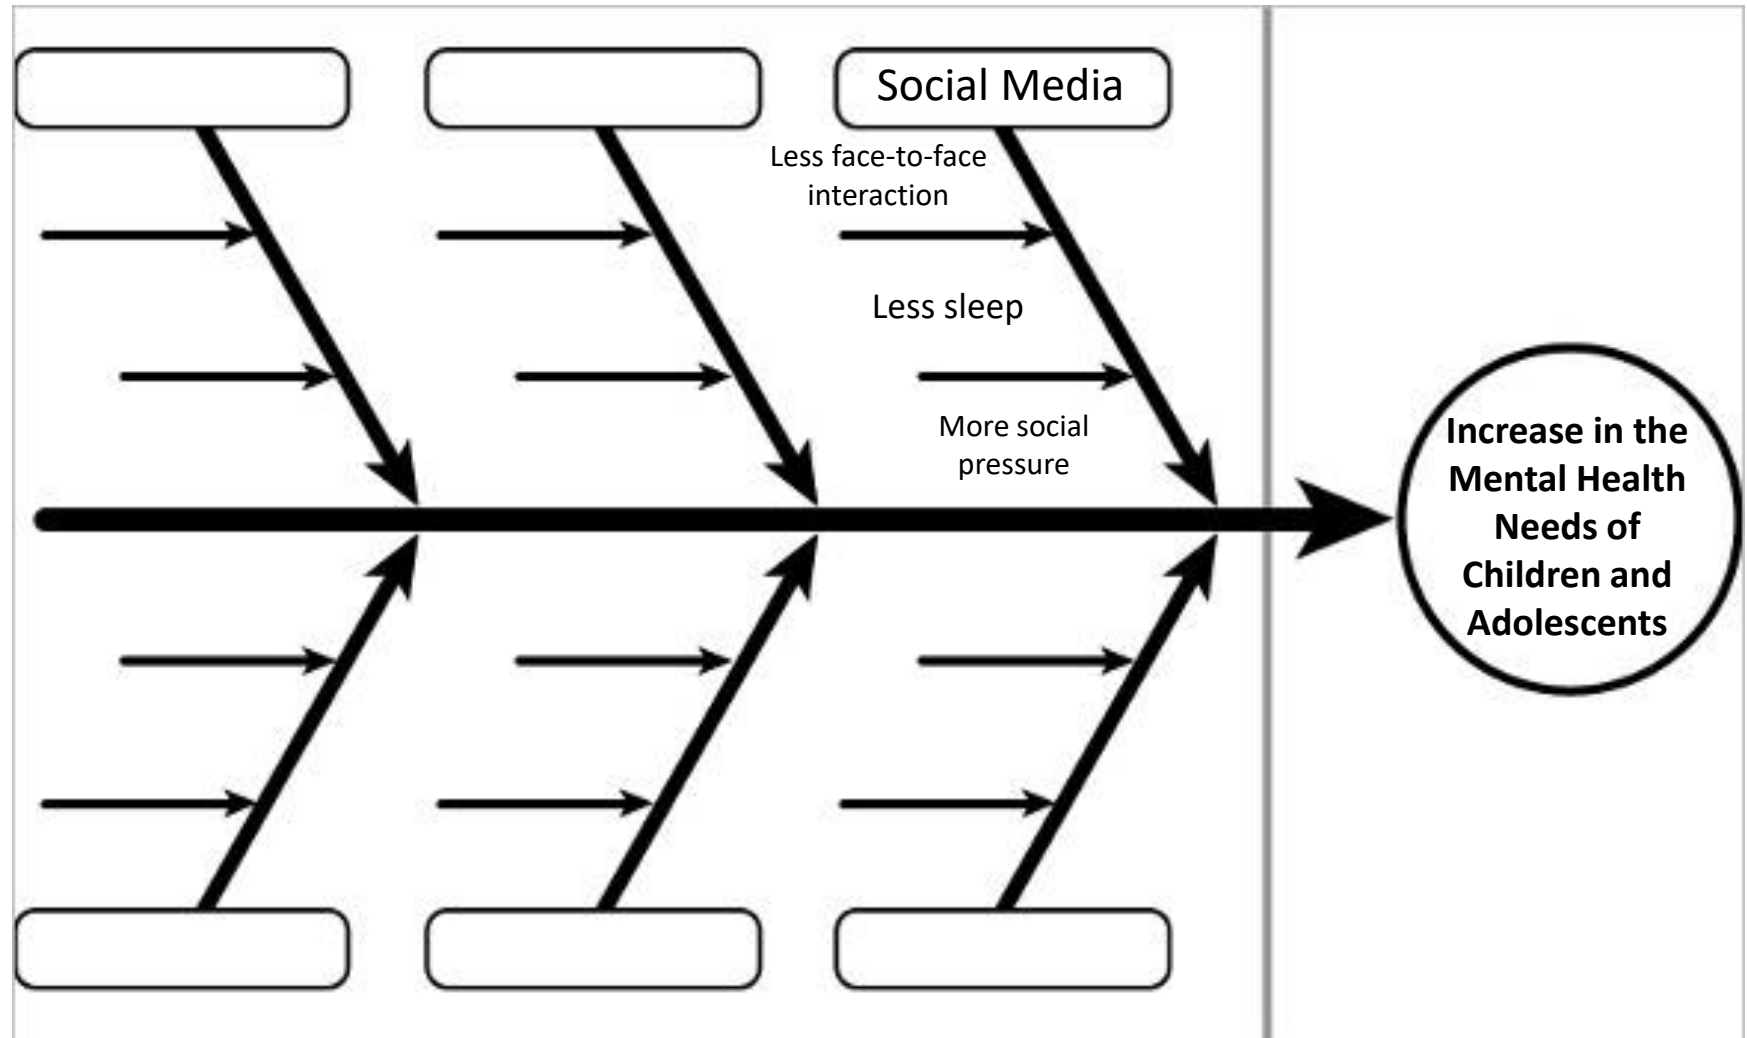 Social Media
Less face-to-face
interaction
Less sleep
More social
pressure
Increase in the
Mental Health
Needs of
Children and
Adolescents